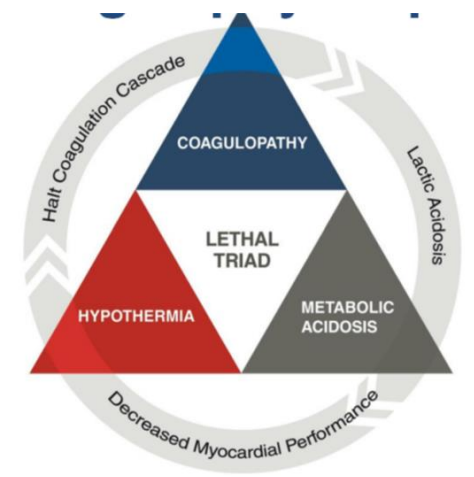 Halt Coagulation Cascade
COAGULOPATHY
Lactic Acidosis
LETHAL
TRIAD
HYPOTHERMIA
METABOLIC
ACIDOSIS
Decreased Myocardial Performance